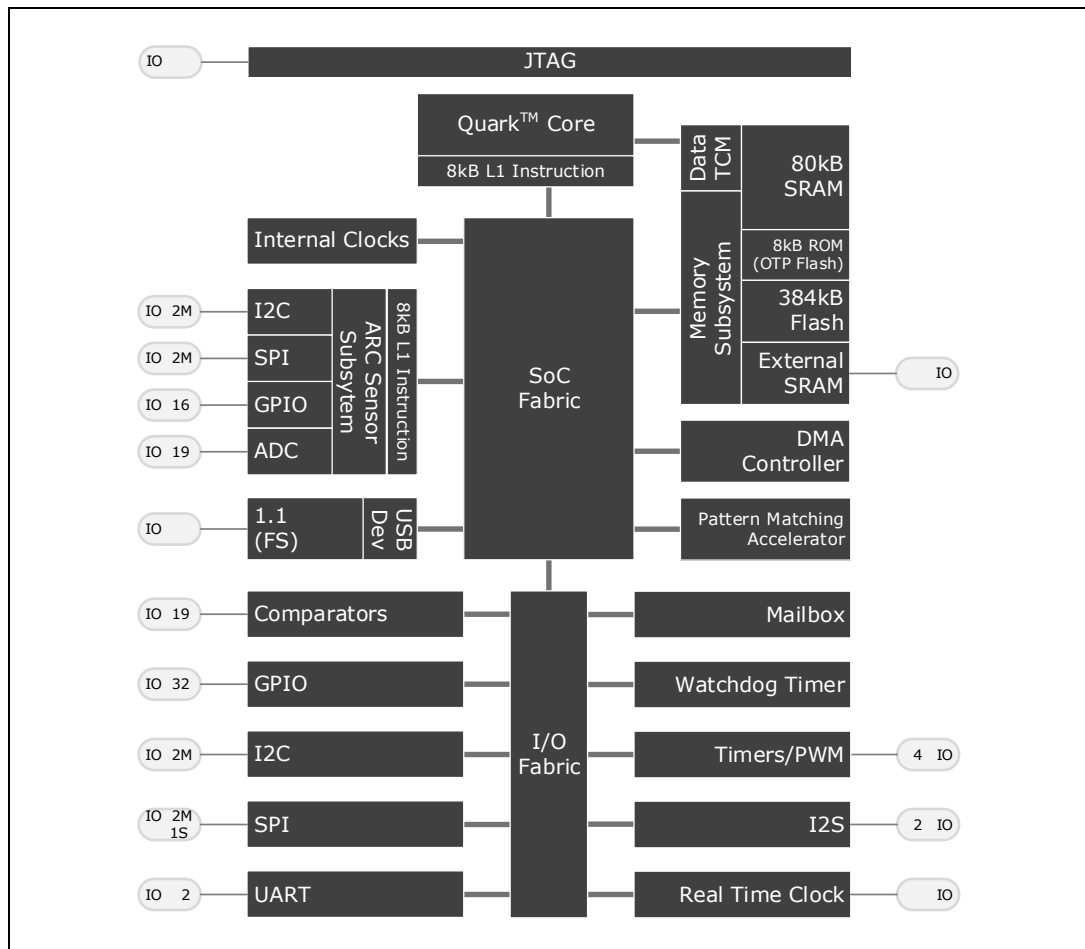 IO
JTAG
Quark™ Core
8kB L1 Instruction
Data
TCM
80kB
SRAM
Memory
Subsystem
8kB ROM
(OTP Flash)
384kB
Flash
External
SRAM
IO
Internal Clocks
SoC
Fabric
IO 2M
I2C
IO 2M
SPI
IO 16
GPIO
IO 19
ADC
ARC Sensor
Subsytem
8kB L1 Instruction
DMA
Controller
IO
1.1
(FS)
USB
Dev
Pattern Matching
Accelerator
IO 19
Comparators
Mailbox
IO 32
GPIO
Watchdog Timer
I/O
Fabric
IO 2M
I2C
Timers/PWM
4 IO
IO 2M
1S
SPI
I2S
2 IO
IO 2
UART
Real Time Clock
IO